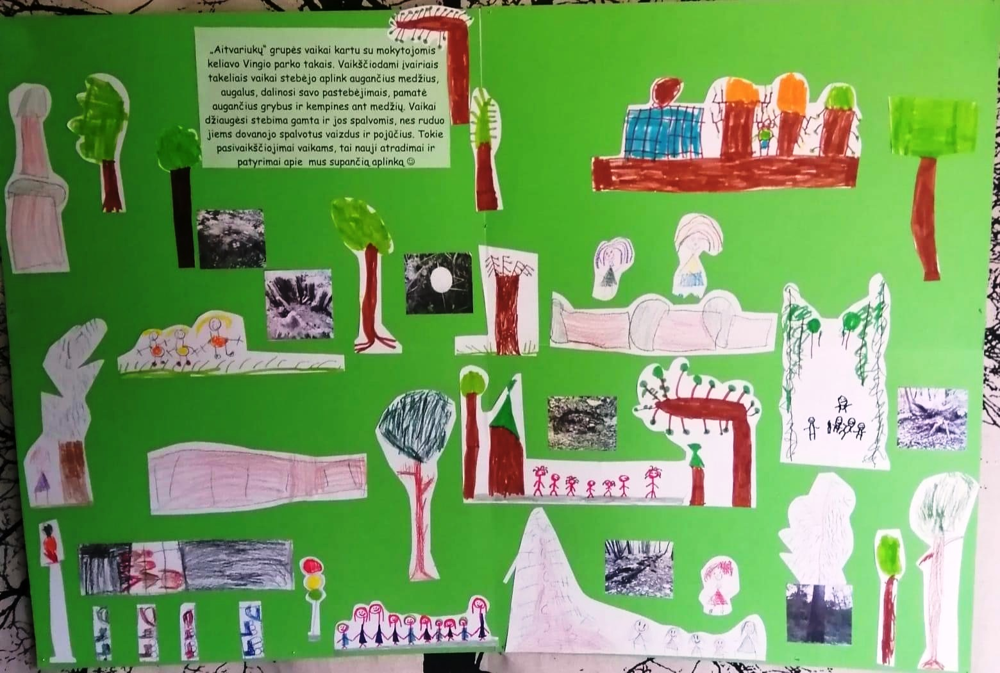 „Aitvariukų“ grupės vaikai kartu su mokytojomis
keliavo Vingio parko takais. Vaikščiodami įvairiais
takeliais vaikai stebėjo aplink augančius medžius,
augalus, dalinosi savo pastebėjimais, pamatė
augančius grybus ir kempines ant medžių. Vaikai
džiaugėsi stebima gamta ir jos spalvomis, nes ruduo
jiems dovanojo spalvotus vaizdus ir pojūčius. Tokie
pasivaikščiojimai vaikams, tai nauji atradimai ir
patyrimai apie mus supančią aplinką ☺